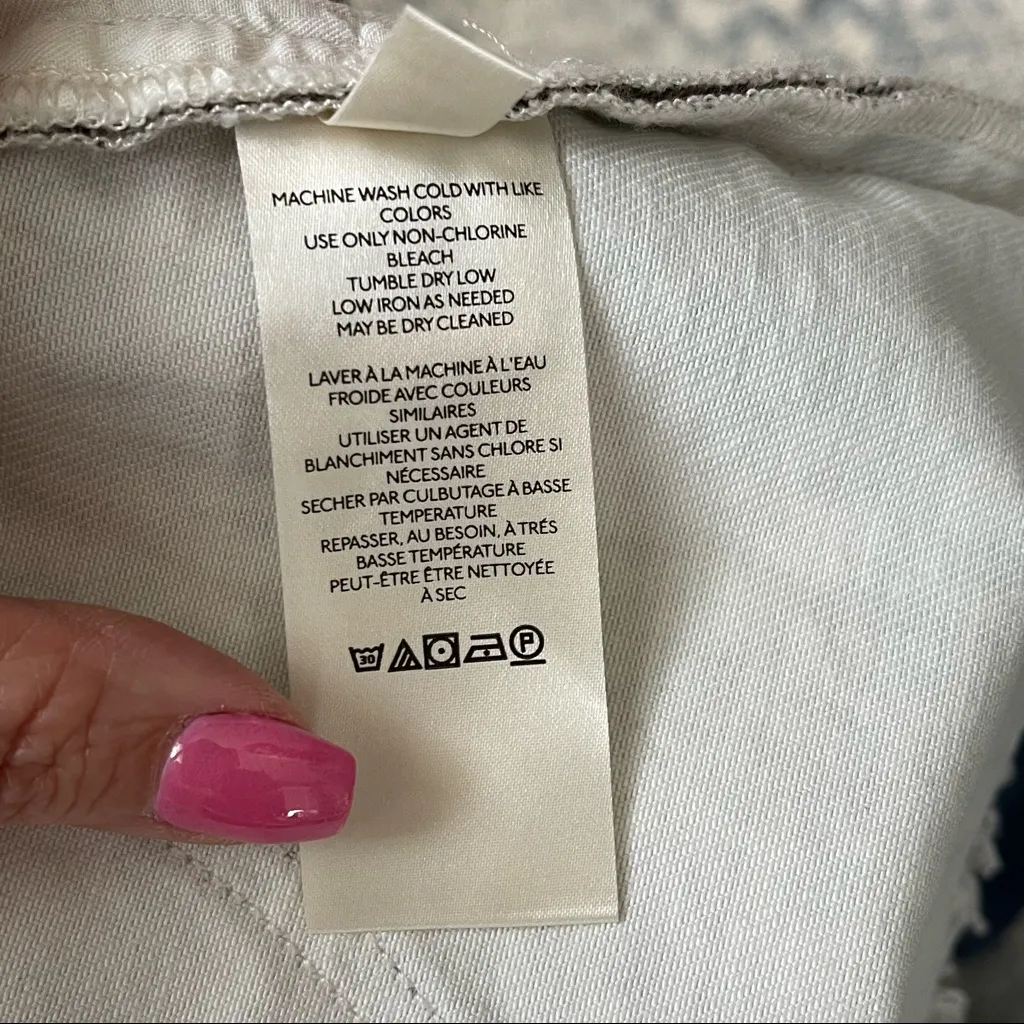 MACHINE WASH COLD WITH LIKE
COLORS
USE ONLY NON-CHLORINE
BLEACH
TUMBLE DRY LOW
LOW IRON AS NEEDED
MAY BE DRY CLEANED
LAVER À LA MACHINE À L'EAU
FROIDE AVEC COULEURS
SIMILAIRES
UTILISER UN AGENT DE
BLANCHIMENT SANS CHLORE SI
NÉCESSAIRE
SECHER PAR CULBUTAGE À BASSE
TEMPERATURE
REPASSER, AU BESOIN, À TRÉS
BASSE TEMPÉRATURE
PEUT-ÊTRE ÊTRE NETTOYÉE
À SEC
30 P